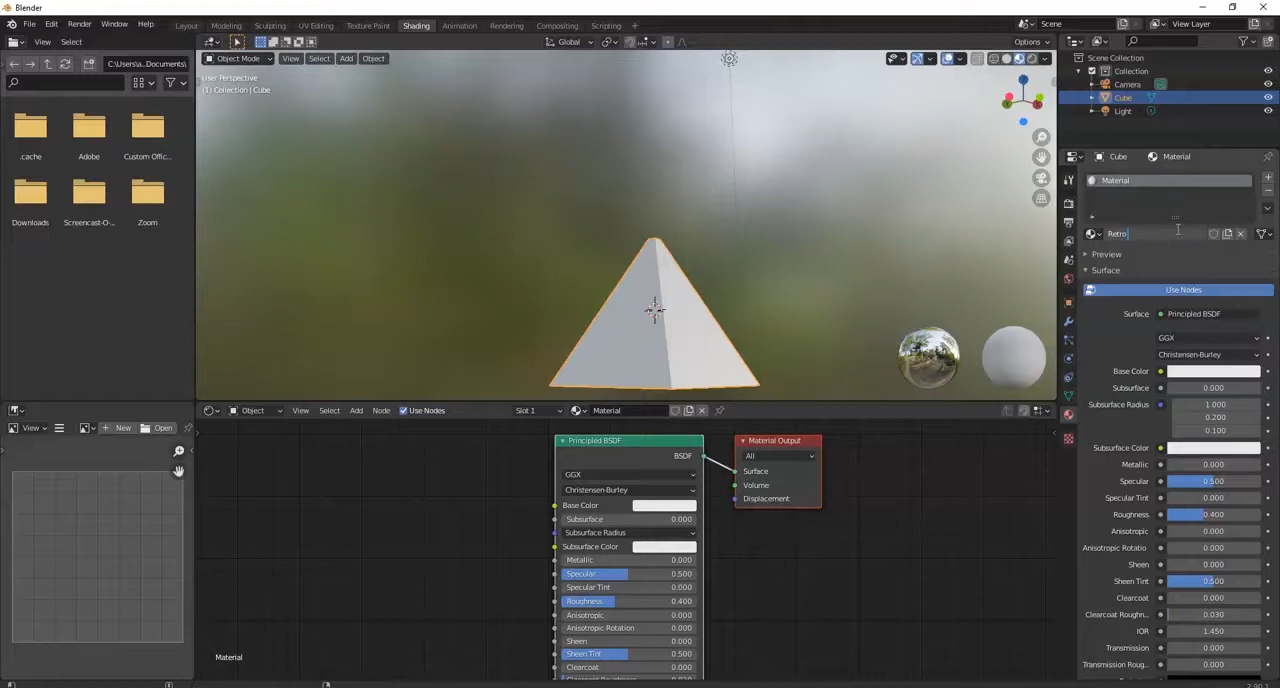 Blender
File Edit Render Window Help Layout Modeling Sculpting UV Editing Texture Paint Shading Animation Rendering Compositing Scripting + Scene View Layer
View Select Global Options
C:\Users\a...Documents\ Object Mode View Select Add Object
User Perspective
(1) Collection | Cube
.cache Adobe Custom Offic...
Downloads Screencast-O-... Zoom
Scene Collection
Collection
Camera
Cube
Light
Cube Material
Material
Retro
Preview
Surface
Use Nodes
Surface Principled BSDF
GGX
Christensen-Burley
Base Color
Subsurface 0.000
Subsurface Radius 1.000
0.200
0.100
Subsurface Color
Metallic 0.000
Specular 0.500
Specular Tint 0.000
Roughness 0.400
Anisotropic 0.000
Anisotropic Rotatio 0.000
Sheen 0.000
Sheen Tint 0.500
Clearcoat 0.000
Clearcoat Roughn... 0.030
IOR 1.450
Transmission 0.000
Transmission Roug... 0.000
Object View Select Add Node Use Nodes Slot 1 Material
View + New Open
Principled BSDF
BSDF
GGX
Christensen-Burley
Base Color
Subsurface 0.000
Subsurface Radius
Subsurface Color
Metallic 0.000
Specular 0.500
Specular Tint 0.000
Roughness 0.400
Anisotropic 0.000
Anisotropic Rotation 0.000
Sheen 0.000
Sheen Tint 0.500
Clearcoat 0.000
Material Output
All
Surface
Volume
Displacement
Material
2.90.1